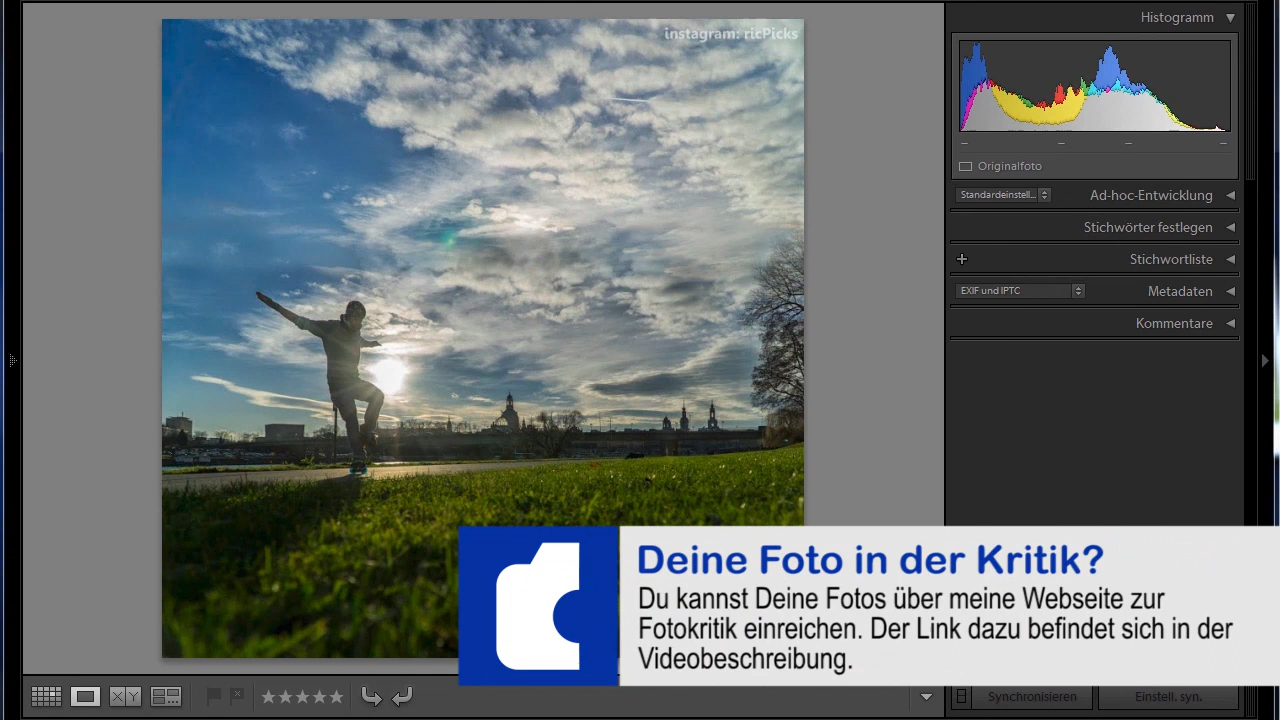 instagram: ricPicks
Histogramm
Originalfoto
Standardeinstell...
Ad-hoc-Entwicklung
Stichwörter festlegen
Stichwortliste
EXIF und IPTC
Metadaten
Kommentare
Deine Foto in der Kritik?
Du kannst Deine Fotos über meine Webseite zur
Fotokritik einreichen. Der Link dazu befindet sich in der
Videobeschreibung.
XY
Synchronisieren
Einstell. syn.